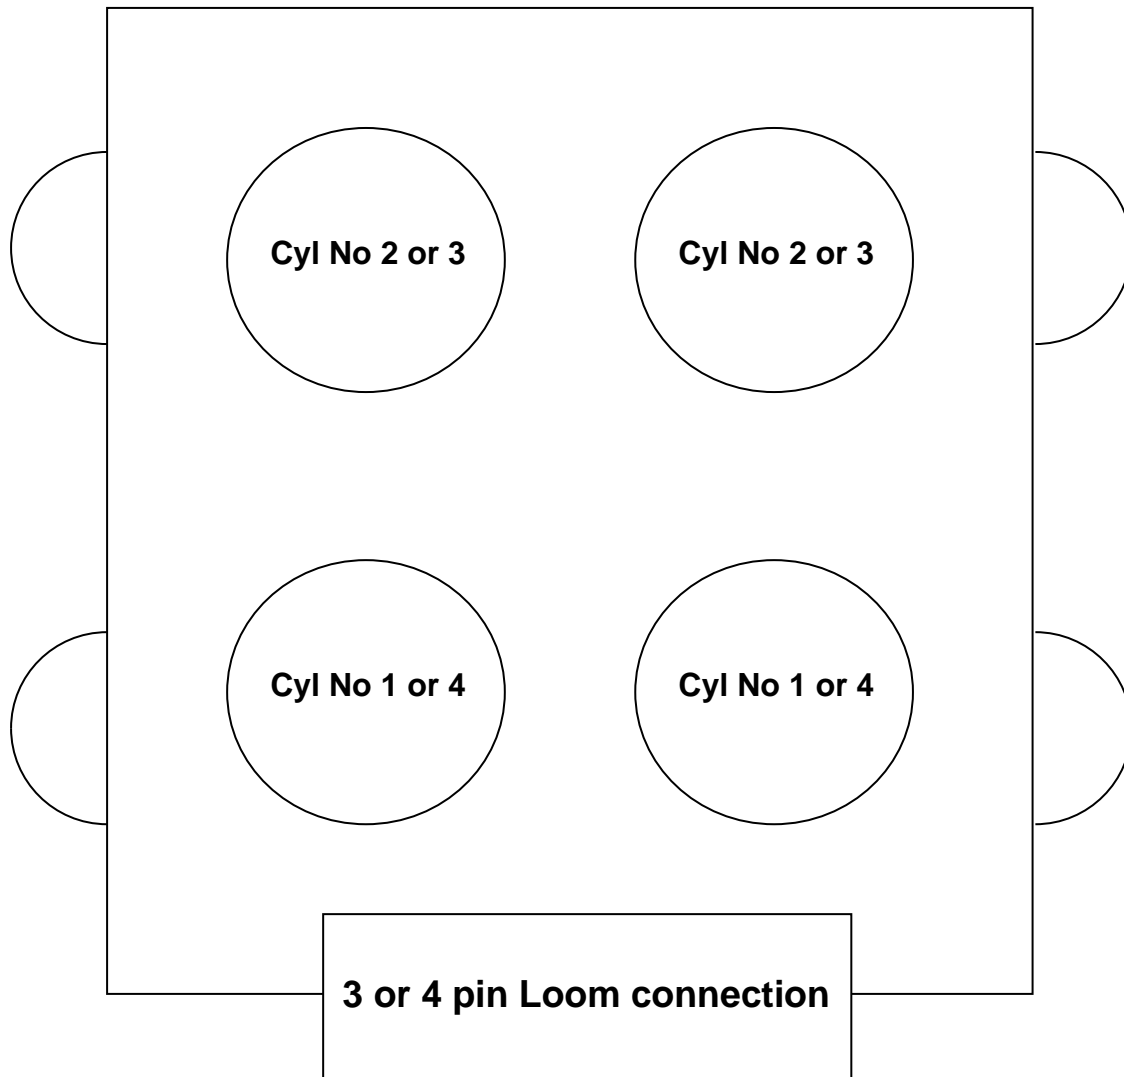 Cyl No 2 or 3
Cyl No 2 or 3
Cyl No 1 or 4
Cyl No 1 or 4
3 or 4 pin Loom connection